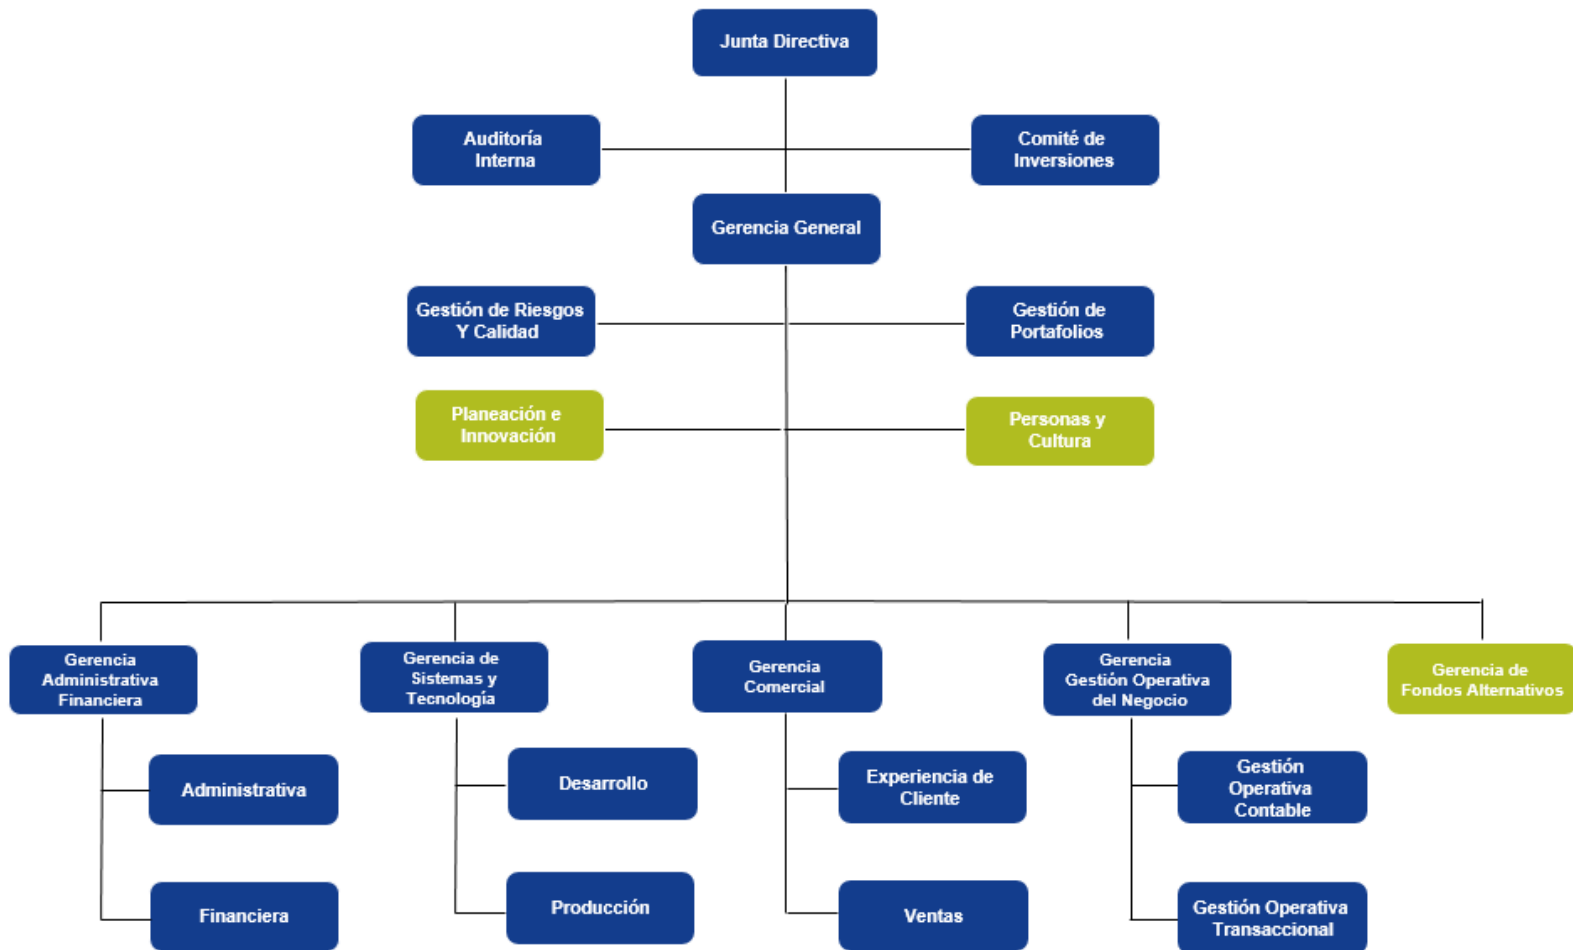 Junta Directiva
Auditoría
Interna
Comité de
Inversiones
Gerencia General
Gestión de Riesgos
Y Calidad
Gestión de
Portafolios
Planeación e
Innovación
Personas y
Cultura
Gerencia
Administrativa
Financiera
Gerencia de
Sistemas y
Tecnología
Gerencia
Comercial
Gerencia
Gestión Operativa
del Negocio
Gerencia de
Fondos Alternativos
Administrativa
Desarrollo
Experiencia de
Cliente
Gestión
Operativa
Contable
Financiera
Producción
Ventas
Gestión Operativa
Transaccional